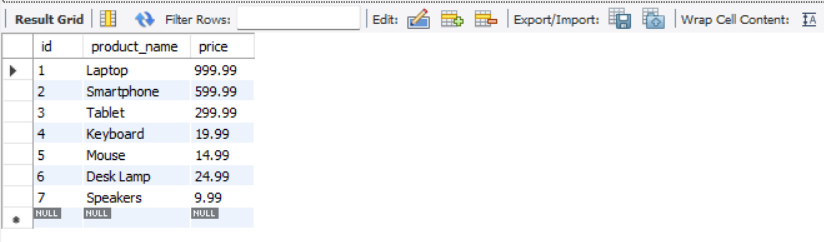 Result Grid Filter Rows: Edit: Export/Import: Wrap Cell Content: IA
id product_name price
1 Laptop 999.99
2 Smartphone 599.99
3 Tablet 299.99
4 Keyboard 19.99
5 Mouse 14.99
6 Desk Lamp 24.99
7 Speakers 9.99
NULL NULL NULL